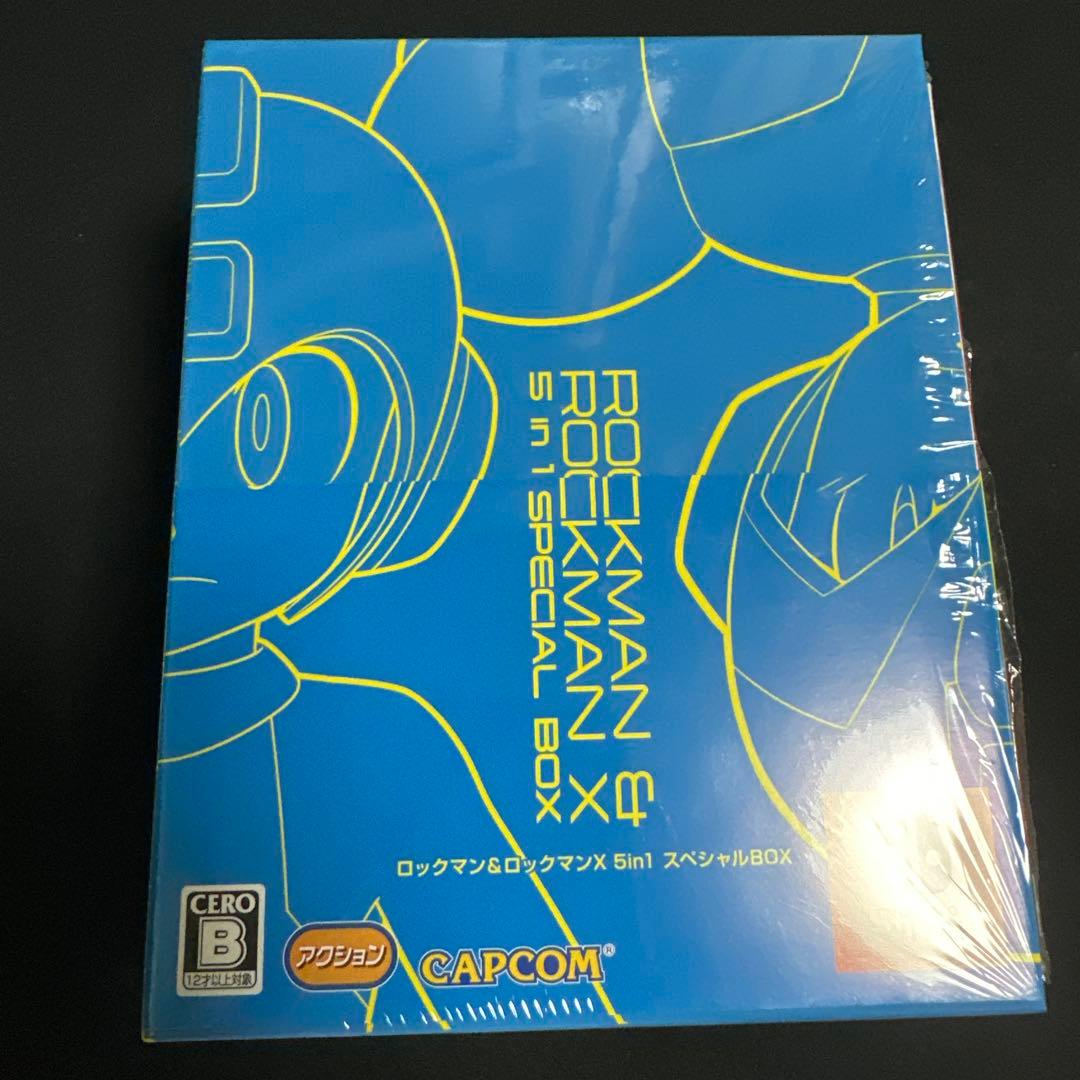 ROCKMAN &
ROCKMAN X
5 in 1 SPECIAL BOX
ロックマン&ロックマンX 5in1 スペシャルBOX
CERO
B
12才以上対象
アクション
CAPCOM®